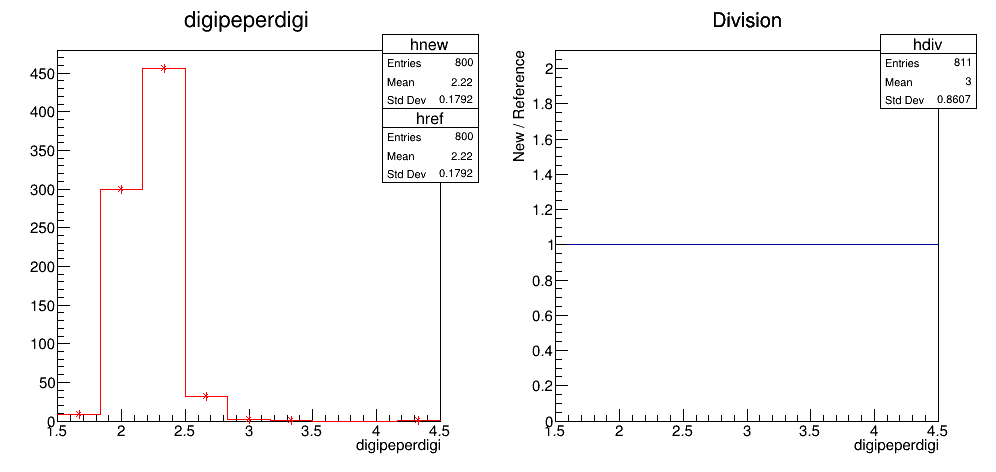 digipeperdigi
hnew
Entries 800
Mean 2.22
Std Dev 0.1792
href
Entries 800
Mean 2.22
Std Dev 0.1792
450
400
350
300
250
200
150
100
50
0
1.5 2 2.5 3 3.5 4 4.5
digipeperdigi
Division
hdiv
Entries 811
Mean 3
Std Dev 0.8607
New / Reference
2
1.8
1.6
1.4
1.2
1
0.8
0.6
0.4
0.2
0
1.5 2 2.5 3 3.5 4 4.5
digipeperdigi